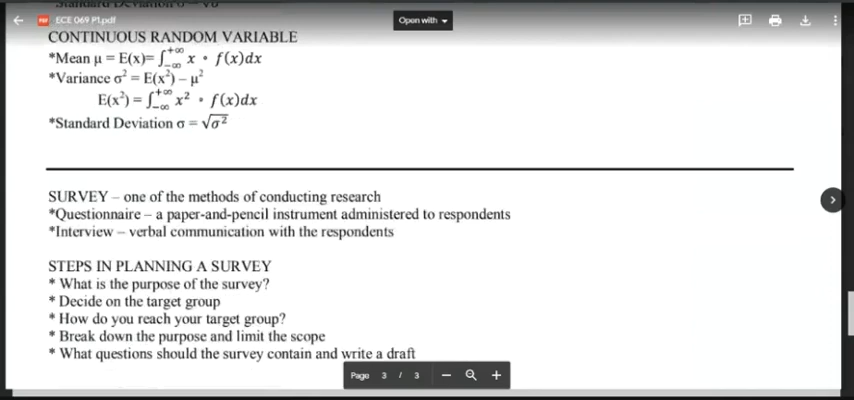 Standard Deviation σ = √σ
ECE 069 P1.pdf
Open with
CONTINUOUS RANDOM VARIABLE
*Mean μ = E(x)= ∫₋∞⁺∞ x • f(x)dx
*Variance σ² = E(x²) – μ²
E(x²) = ∫₋∞⁺∞ x² • f(x)dx
*Standard Deviation σ = √σ²
SURVEY – one of the methods of conducting research
*Questionnaire – a paper-and-pencil instrument administered to respondents
*Interview – verbal communication with the respondents
STEPS IN PLANNING A SURVEY
* What is the purpose of the survey?
* Decide on the target group
* How do you reach your target group?
* Break down the purpose and limit the scope
* What questions should the survey contain and write a draft
Page 3 / 3